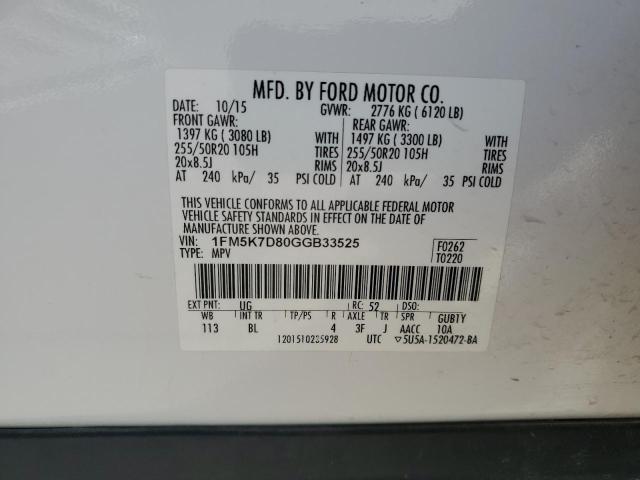 MFD. BY FORD MOTOR CO.
DATE: 10/15 GVWR: 2776 KG ( 6120 LB)
FRONT GAWR: REAR GAWR:
1397 KG ( 3080 LB) WITH 1497 KG ( 3300 LB) WITH
255/50R20 105H TIRES 255/50R20 105H TIRES
20x8.5J RIMS 20x8.5J RIMS
AT 240 kPa/ 35 PSI COLD AT 240 kPa/ 35 PSI COLD
THIS VEHICLE CONFORMS TO ALL APPLICABLE FEDERAL MOTOR
VEHICLE SAFETY STANDARDS IN EFFECT ON THE DATE OF
MANUFACTURE SHOWN ABOVE.
VIN: 1FM5K7D80GGB33525 F0262
TYPE: MPV T0220
EXT PNT: UG RC: 52 DSO:
WB INT TR TP/PS R AXLE TR SPR GUB1Y
113 BL 4 3F J AACC 10A
1201510235928 UTC ▽5U5A-1520472-BA